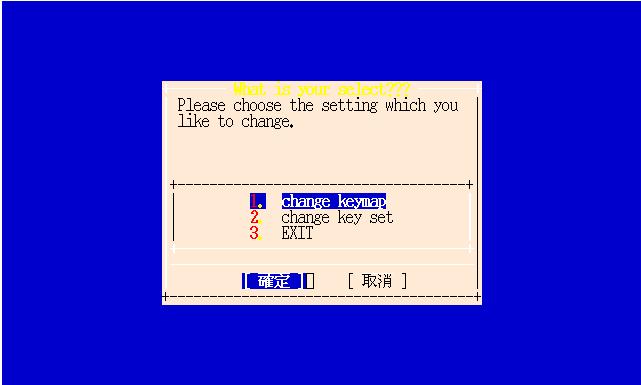 What is your select???
Please choose the setting which you
like to change.
1. change keymap
2. change key set
3. EXIT
[ 確定 ] [ 取消 ]